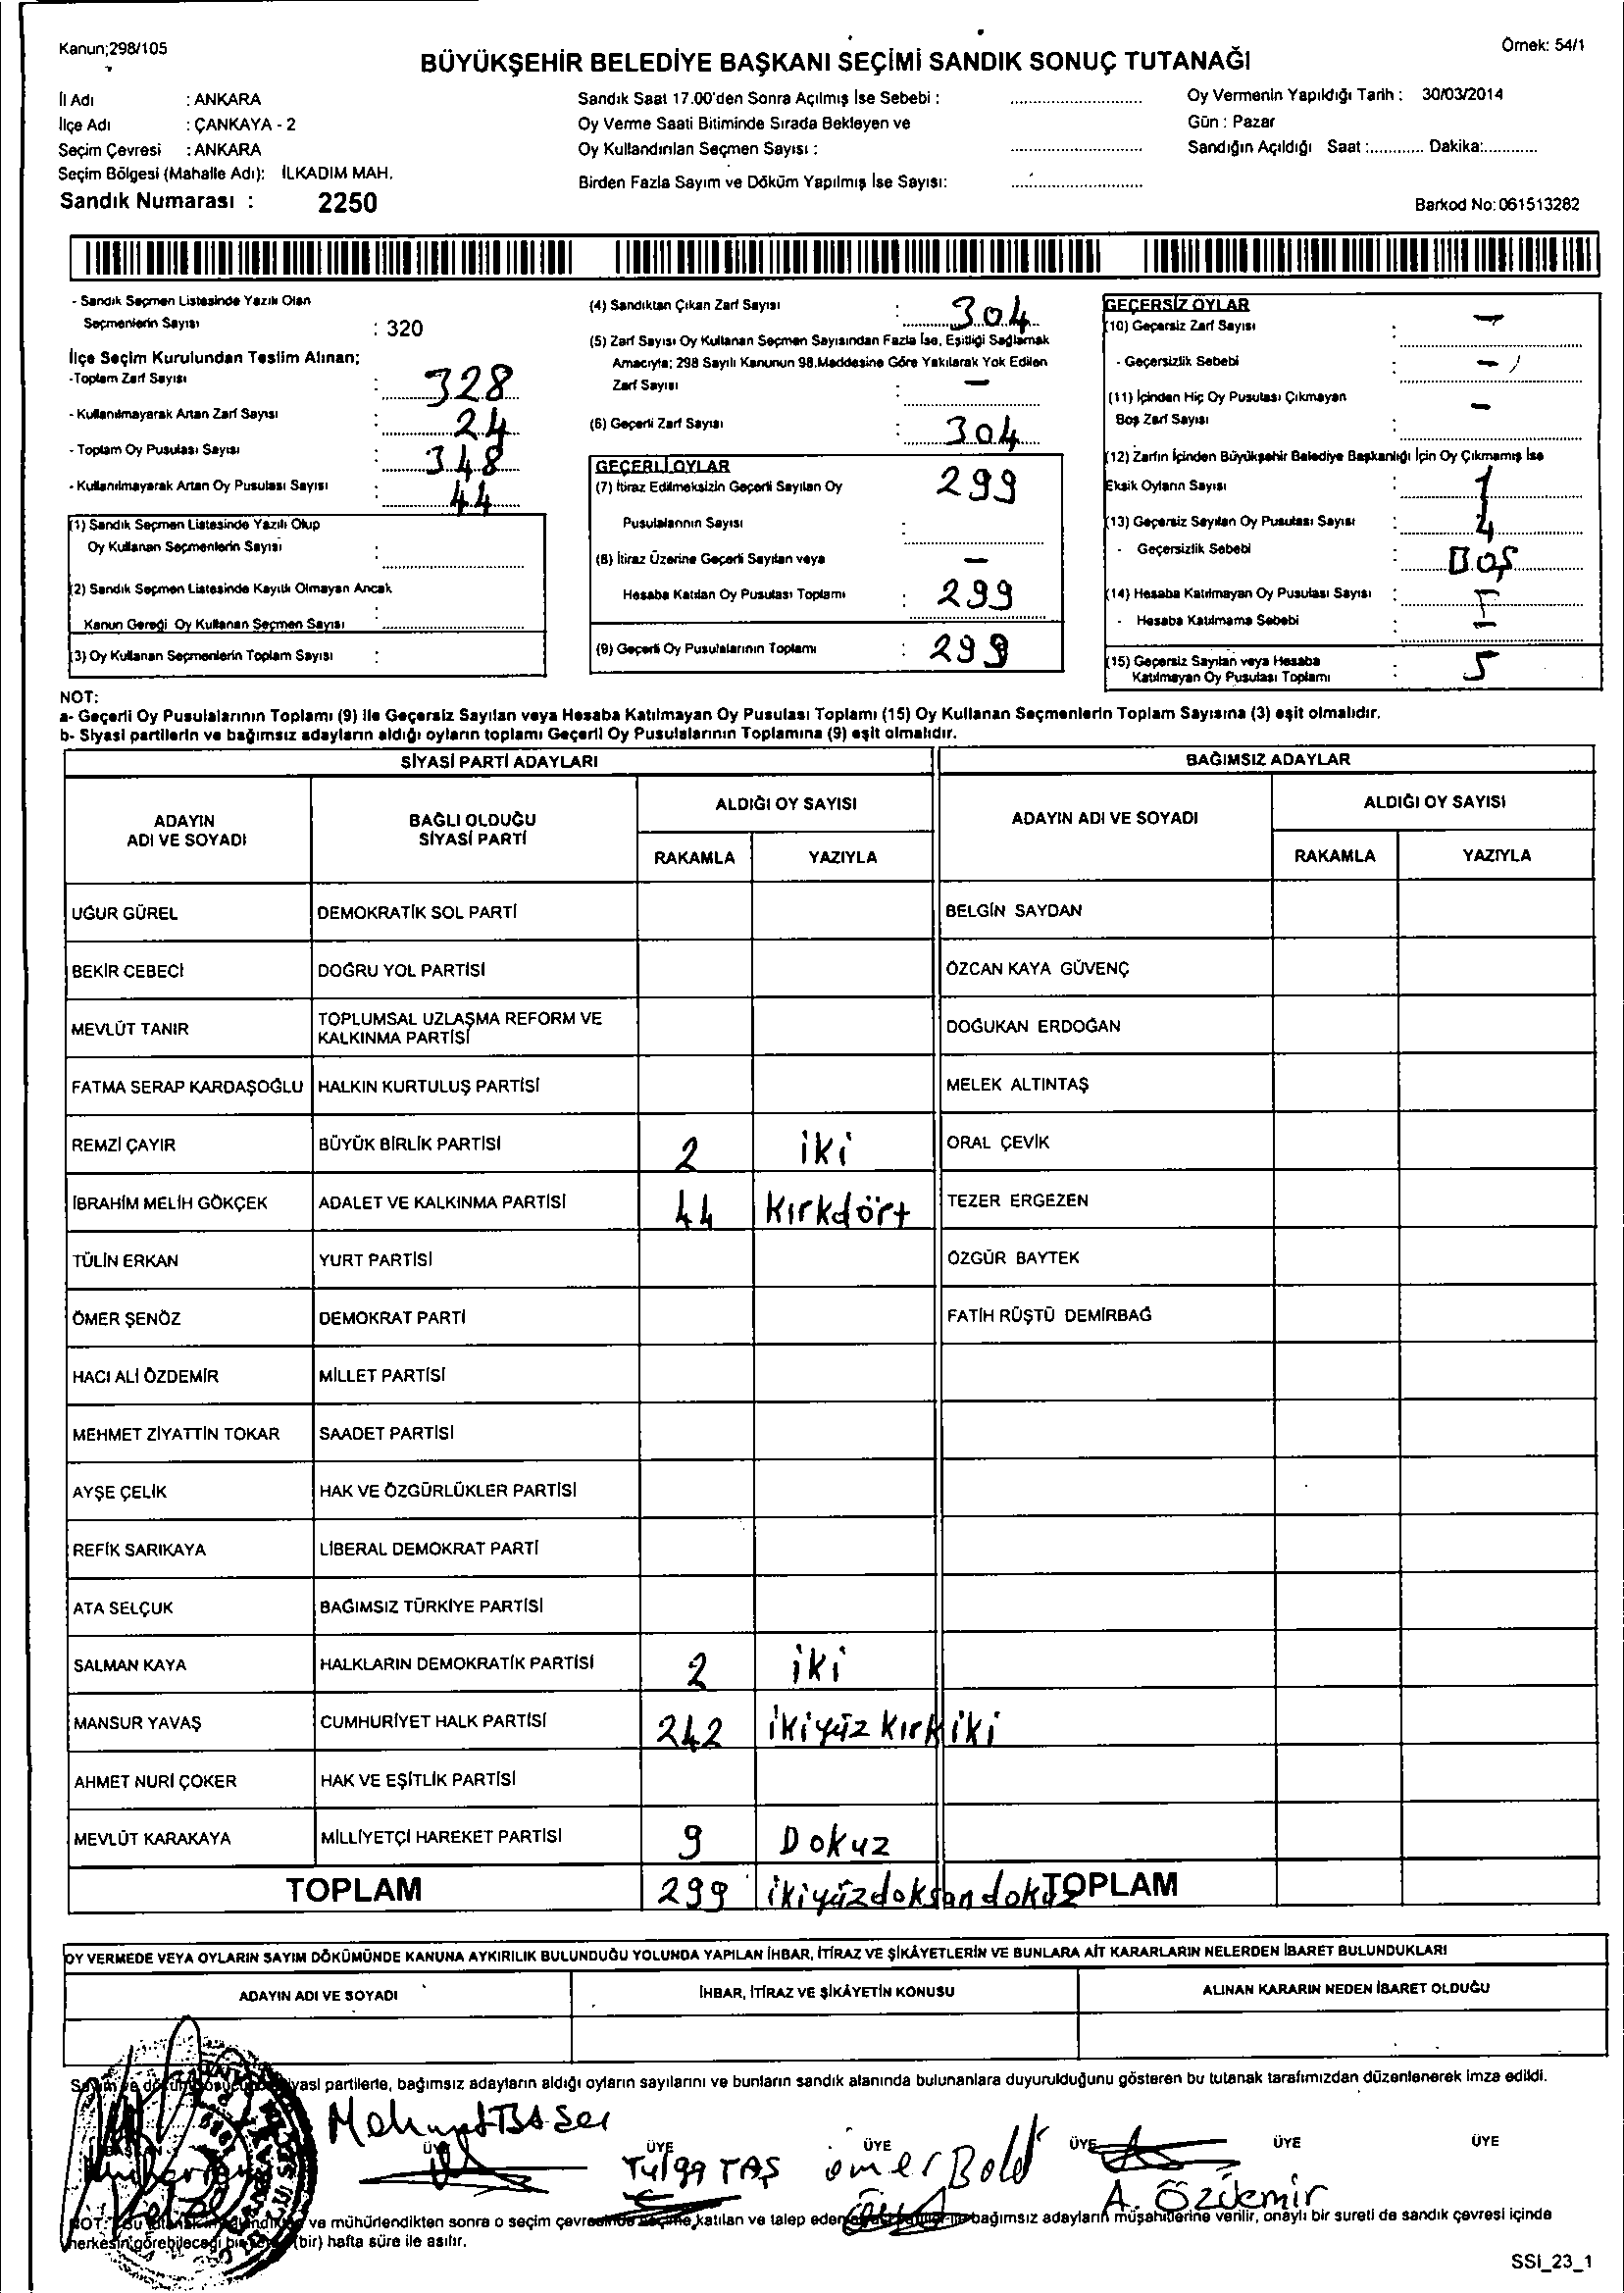 Kanun;298/105
Örnek: 54/1
BÜYÜKŞEHİR BELEDİYE BAŞKANI SEÇİMİ SANDIK SONUÇ TUTANAĞI
İl Adı : ANKARA
İlçe Adı : ÇANKAYA - 2
Seçim Çevresi : ANKARA
Seçim Bölgesi (Mahalle Adı): İLKADIM MAH.
Sandık Numarası : 2250
Sandık Saat 17.00'den Sonra Açılmış İse Sebebi :
Oy Verme Saati Bitiminde Sırada Bekleyen ve
Oy Kullandırılan Seçmen Sayısı :
Birden Fazla Sayım ve Döküm Yapılmış İse Sayısı:
Oy Vermenin Yapıldığı Tarih : 30/03/2014
Gün : Pazar
Sandığın Açıldığı Saat :............ Dakika:............
Barkod No: 061513282
- Sandık Seçmen Listesinde Yazılı Olan
Seçmenlerin Sayısı : 320
İlçe Seçim Kurulundan Teslim Alınan;
-Toplam Zarf Sayısı : 328
- Kullanılmayarak Artan Zarf Sayısı : 24
- Toplam Oy Pusulası Sayısı : 348
- Kullanılmayarak Artan Oy Pusulası Sayısı : 44
(1) Sandık Seçmen Listesinde Yazılı Olup
Oy Kullanan Seçmenlerin Sayısı :
(2) Sandık Seçmen Listesinde Kayıtlı Olmayan Ancak
Kanun Gereği Oy Kullanan Seçmen Sayısı :
(3) Oy Kullanan Seçmenlerin Toplam Sayısı :
(4) Sandıktan Çıkan Zarf Sayısı : 304
(5) Zarf Sayısı Oy Kullanan Seçmen Sayısından Fazla İse, Eşitliği Sağlamak
Amacıyla; 298 Sayılı Kanunun 98.Maddesine Göre Yakılarak Yok Edilen
Zarf Sayısı : —
(6) Geçerli Zarf Sayısı : 304
GEÇERLİ OYLAR
(7) İtiraz Edilmeksizin Geçerli Sayılan Oy 299
Pusulalarının Sayısı :
(8) İtiraz Üzerine Geçerli Sayılan veya —
Hesaba Katılan Oy Pusulası Toplamı : 299
(9) Geçerli Oy Pusulalarının Toplamı : 299
GEÇERSİZ OYLAR
(10) Geçersiz Zarf Sayısı : —
- Geçersizlik Sebebi : —
(11) İçinden Hiç Oy Pusulası Çıkmayan —
Boş Zarf Sayısı :
(12) Zarfın İçinden Büyükşehir Belediye Başkanlığı İçin Oy Çıkmamış İse
Eksik Oyların Sayısı : 1
(13) Geçersiz Sayılan Oy Pusulası Sayısı : 4
- Geçersizlik Sebebi : BOŞ
(14) Hesaba Katılmayan Oy Pusulası Sayısı :
- Hesaba Katılmama Sebebi : —
(15) Geçersiz Sayılan veya Hesaba
Katılmayan Oy Pusulası Toplamı : 5
NOT:
a- Geçerli Oy Pusulalarının Toplamı (9) ile Geçersiz Sayılan veya Hesaba Katılmayan Oy Pusulası Toplamı (15) Oy Kullanan Seçmenlerin Toplam Sayısına (3) eşit olmalıdır.
b- Siyasi partilerin ve bağımsız adayların aldığı oyların toplamı Geçerli Oy Pusulalarının Toplamına (9) eşit olmalıdır.
SİYASİ PARTİ ADAYLARI BAĞIMSIZ ADAYLAR
ADAYIN ADI VE SOYADI BAĞLI OLDUĞU SİYASİ PARTİ ALDIĞI OY SAYISI ADAYIN ADI VE SOYADI ALDIĞI OY SAYISI
RAKAMLA YAZIYLA RAKAMLA YAZIYLA
UĞUR GÜREL DEMOKRATİK SOL PARTİ BELGİN SAYDAN
BEKİR CEBECİ DOĞRU YOL PARTİSİ ÖZCAN KAYA GÜVENÇ
MEVLÜT TANIR TOPLUMSAL UZLAŞMA REFORM VE KALKINMA PARTİSİ DOĞUKAN ERDOĞAN
FATMA SERAP KARDAŞOĞLU HALKIN KURTULUŞ PARTİSİ MELEK ALTINTAŞ
REMZİ ÇAYIR BÜYÜK BİRLİK PARTİSİ 2 iki ORAL ÇEVİK
İBRAHİM MELİH GÖKÇEK ADALET VE KALKINMA PARTİSİ 44 Kırkdört TEZER ERGEZEN
TÜLİN ERKAN YURT PARTİSİ ÖZGÜR BAYTEK
ÖMER ŞENÖZ DEMOKRAT PARTİ FATİH RÜŞTÜ DEMİRBAĞ
HACI ALİ ÖZDEMİR MİLLET PARTİSİ
MEHMET ZİYATTİN TOKAR SAADET PARTİSİ
AYŞE ÇELİK HAK VE ÖZGÜRLÜKLER PARTİSİ
REFİK SARIKAYA LİBERAL DEMOKRAT PARTİ
ATA SELÇUK BAĞIMSIZ TÜRKİYE PARTİSİ
SALMAN KAYA HALKLARIN DEMOKRATİK PARTİSİ 2 iki
MANSUR YAVAŞ CUMHURİYET HALK PARTİSİ 242 ikiyüz kırk iki
AHMET NURİ ÇOKER HAK VE EŞİTLİK PARTİSİ
MEVLÜT KARAKAYA MİLLİYETÇİ HAREKET PARTİSİ 9 Dokuz
TOPLAM 299 ikiyüzdoksandokuz TOPLAM
OY VERMEDE VEYA OYLARIN SAYIM DÖKÜMÜNDE KANUNA AYKIRILIK BULUNDUĞU YOLUNDA YAPILAN İHBAR, İTİRAZ VE ŞİKÂYETLERİN VE BUNLARA AİT KARARLARIN NELERDEN İBARET BULUNDUKLARI
ADAYIN ADI VE SOYADI İHBAR, İTİRAZ VE ŞİKÂYETİN KONUSU ALINAN KARARIN NEDEN İBARET OLDUĞU
Sayım ve döküm partilerle, bağımsız adayların aldığı oyların sayılarını ve bunların sandık alanında bulunanlara duyurulduğunu gösteren bu tutanak tarafımızdan düzenlenerek imza edildi.
BAŞKAN ÜYE ÜYE ÜYE ÜYE ÜYE ÜYE
Tulga TAŞ ömer Bold A. Özdemir
NOT: Bu ve mühürlendikten sonra o seçim çevresinde seçime katılan ve talep eden bağımsız adayların müşahitlerine verilir, onaylı bir sureti de sandık çevresi içinde
herkesin görebileceği bir (bir) hafta süre ile asılır.
SSI_23_1